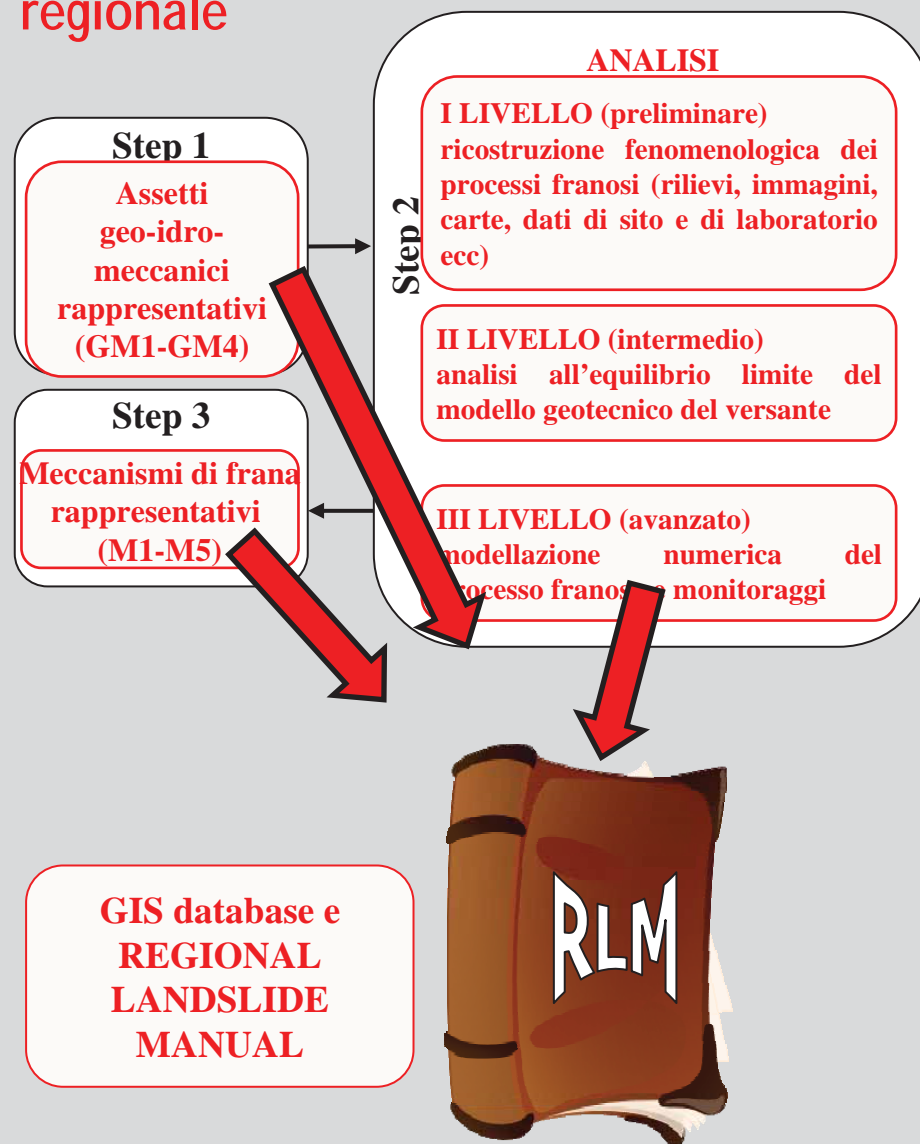 regionale
Step 1
Assetti
geo-idro-
meccanici
rappresentativi
(GM1-GM4)
Step 2
ANALISI
I LIVELLO (preliminare)
ricostruzione fenomenologica dei
processi franosi (rilievi, immagini,
carte, dati di sito e di laboratorio
ecc)
II LIVELLO (intermedio)
analisi all'equilibrio limite del
modello geotecnico del versante
III LIVELLO (avanzato)
modellazione numerica del
processo franoso e monitoraggi
Step 3
Meccanismi di frana
rappresentativi
(M1-M5)
GIS database e
REGIONAL
LANDSLIDE
MANUAL
RLM